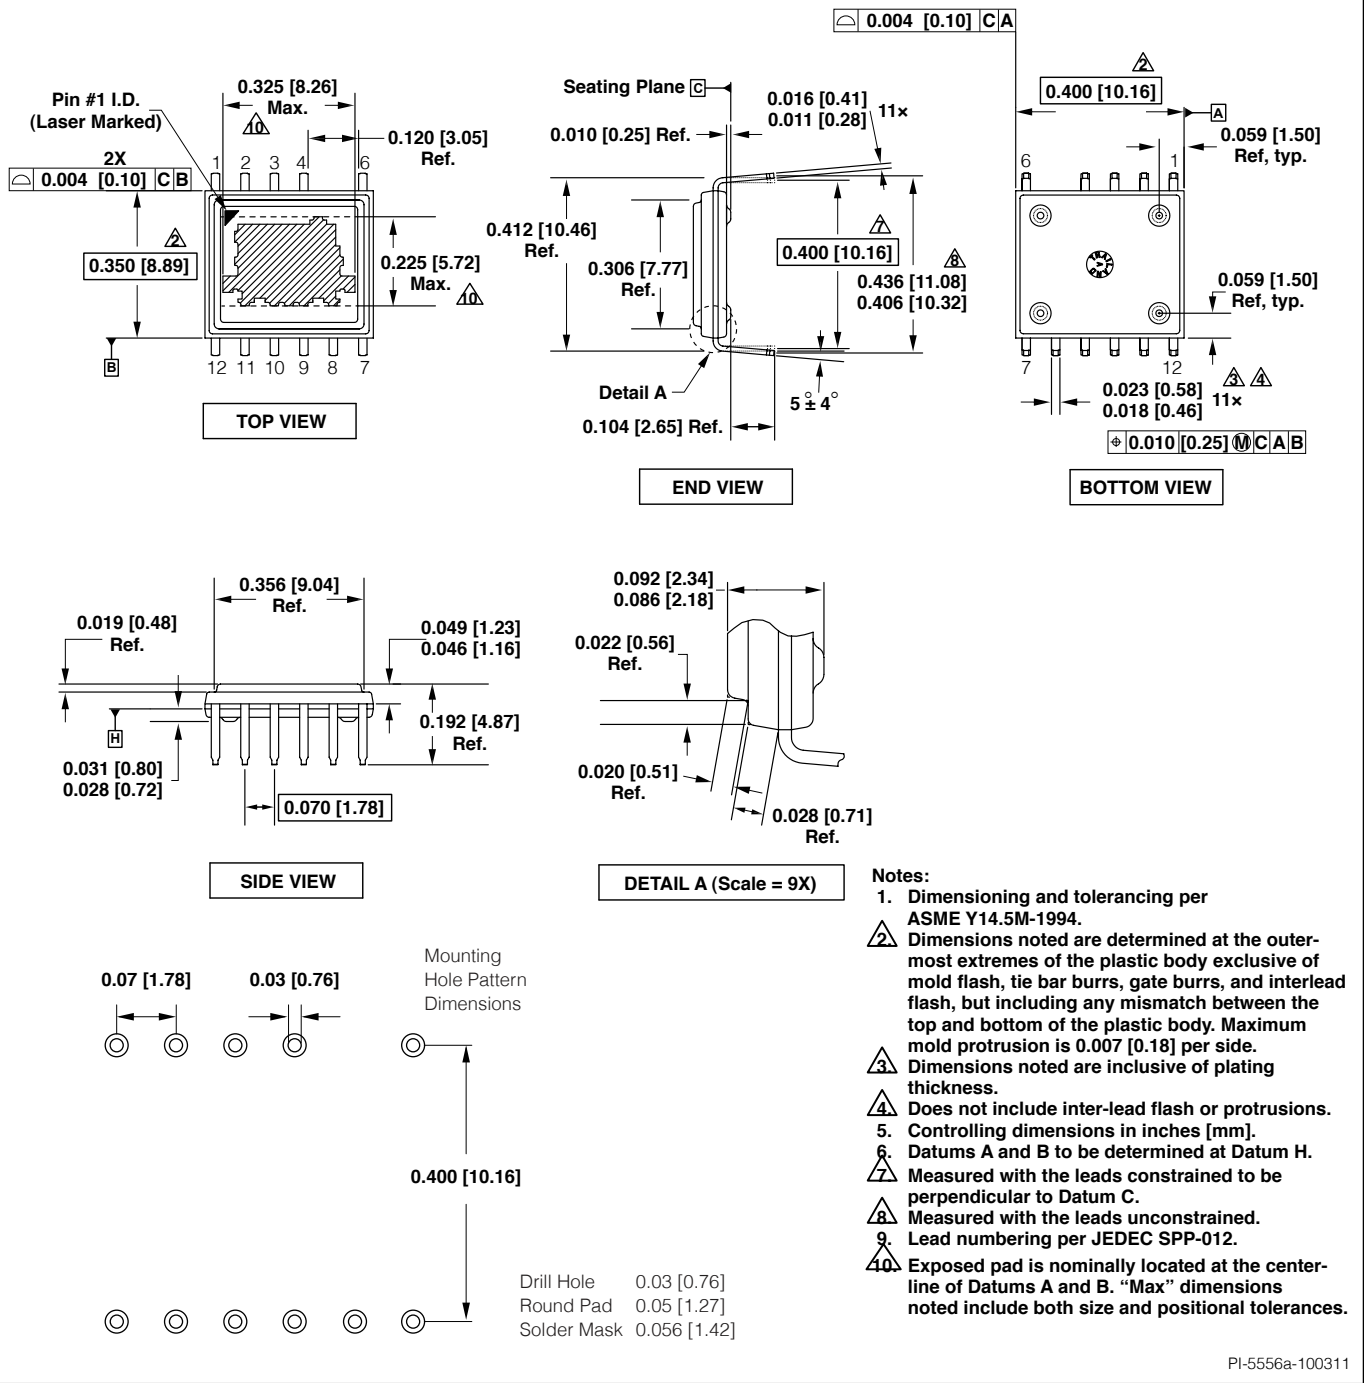 0.004 [0.10] C A
Pin #1 I.D.
(Laser Marked)
0.325 [8.26]
Max.
10
0.120 [3.05]
Ref.
2X
0.004 [0.10] C B
1 2 3 4 6
2
0.350 [8.89]
0.225 [5.72]
Max.
10
B
12 11 10 9 8 7
TOP VIEW
Seating Plane C
0.010 [0.25] Ref.
0.016 [0.41]
0.011 [0.28]
11×
0.412 [10.46]
Ref.
0.306 [7.77]
Ref.
7
0.400 [10.16]
8
0.436 [11.08]
0.406 [10.32]
Detail A
5 ± 4°
0.104 [2.65] Ref.
END VIEW
2
0.400 [10.16]
A
0.059 [1.50]
Ref, typ.
6 1
0.059 [1.50]
Ref, typ.
7 12
0.023 [0.58]
0.018 [0.46]
11×
3 4
⌖ 0.010 [0.25] Ⓜ C A B
BOTTOM VIEW
0.356 [9.04]
Ref.
0.019 [0.48]
Ref.
0.049 [1.23]
0.046 [1.16]
0.192 [4.87]
Ref.
H
0.031 [0.80]
0.028 [0.72]
0.070 [1.78]
SIDE VIEW
0.092 [2.34]
0.086 [2.18]
0.022 [0.56]
Ref.
0.020 [0.51]
Ref.
0.028 [0.71]
Ref.
DETAIL A (Scale = 9X)
Mounting
Hole Pattern
Dimensions
0.07 [1.78]
0.03 [0.76]
0.400 [10.16]
Drill Hole 0.03 [0.76]
Round Pad 0.05 [1.27]
Solder Mask 0.056 [1.42]
Notes:
1. Dimensioning and tolerancing per
ASME Y14.5M-1994.
2. Dimensions noted are determined at the outer-
most extremes of the plastic body exclusive of
mold flash, tie bar burrs, gate burrs, and interlead
flash, but including any mismatch between the
top and bottom of the plastic body. Maximum
mold protrusion is 0.007 [0.18] per side.
3. Dimensions noted are inclusive of plating
thickness.
4. Does not include inter-lead flash or protrusions.
5. Controlling dimensions in inches [mm].
6. Datums A and B to be determined at Datum H.
7. Measured with the leads constrained to be
perpendicular to Datum C.
8. Measured with the leads unconstrained.
9. Lead numbering per JEDEC SPP-012.
10. Exposed pad is nominally located at the center-
line of Datums A and B. “Max” dimensions
noted include both size and positional tolerances.
PI-5556a-100311